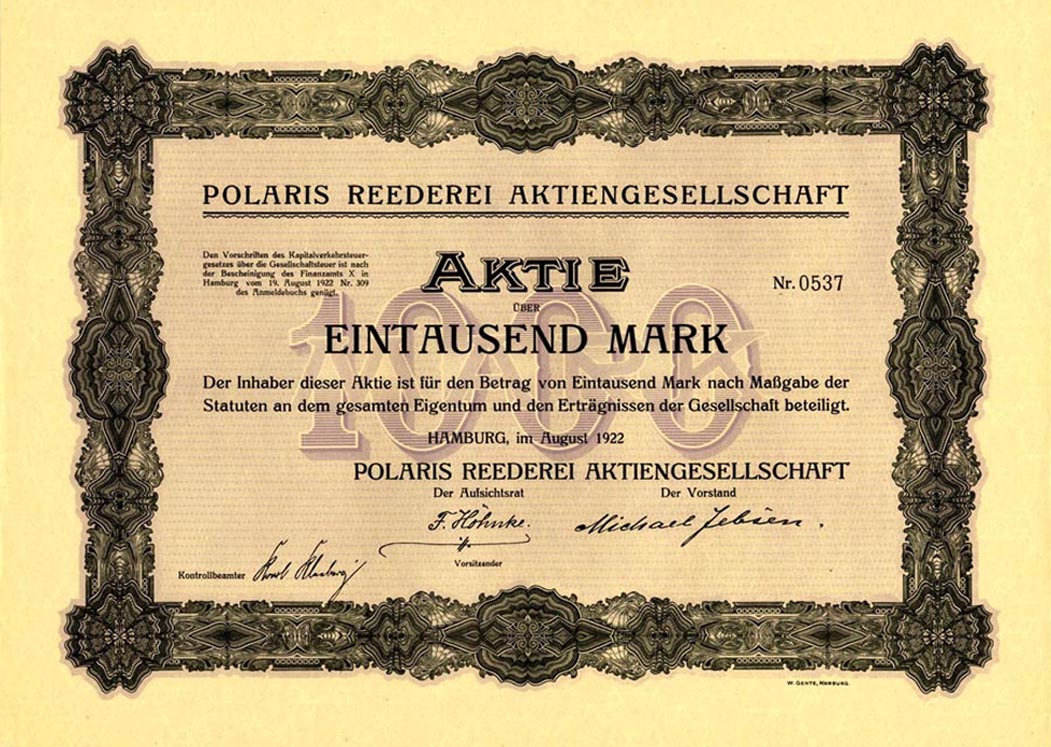 POLARIS REEDEREI AKTIENGESELLSCHAFT
Den Vorschriften des Kapitalverkehrsteuer-
gesetzes über die Gesellschaftsteuer ist nach
der Bescheinigung des Finanzamts X in
Hamburg vom 19. August 1922 Nr. 309
des Anmeldebuchs genügt.
AKTIE
Nr. 0537
ÜBER
1000
MARK
EINTAUSEND MARK
Der Inhaber dieser Aktie ist für den Betrag von Eintausend Mark nach Maßgabe der
Statuten an dem gesamten Eigentum und den Erträgnissen der Gesellschaft beteiligt.
HAMBURG, im August 1922
POLARIS REEDEREI AKTIENGESELLSCHAFT
Der Aufsichtsrat
Der Vorstand
F. Höhnke.
Michael Jebsen.
Vorsitzender
Kontrollbeamter
W. GENTE, HAMBURG.